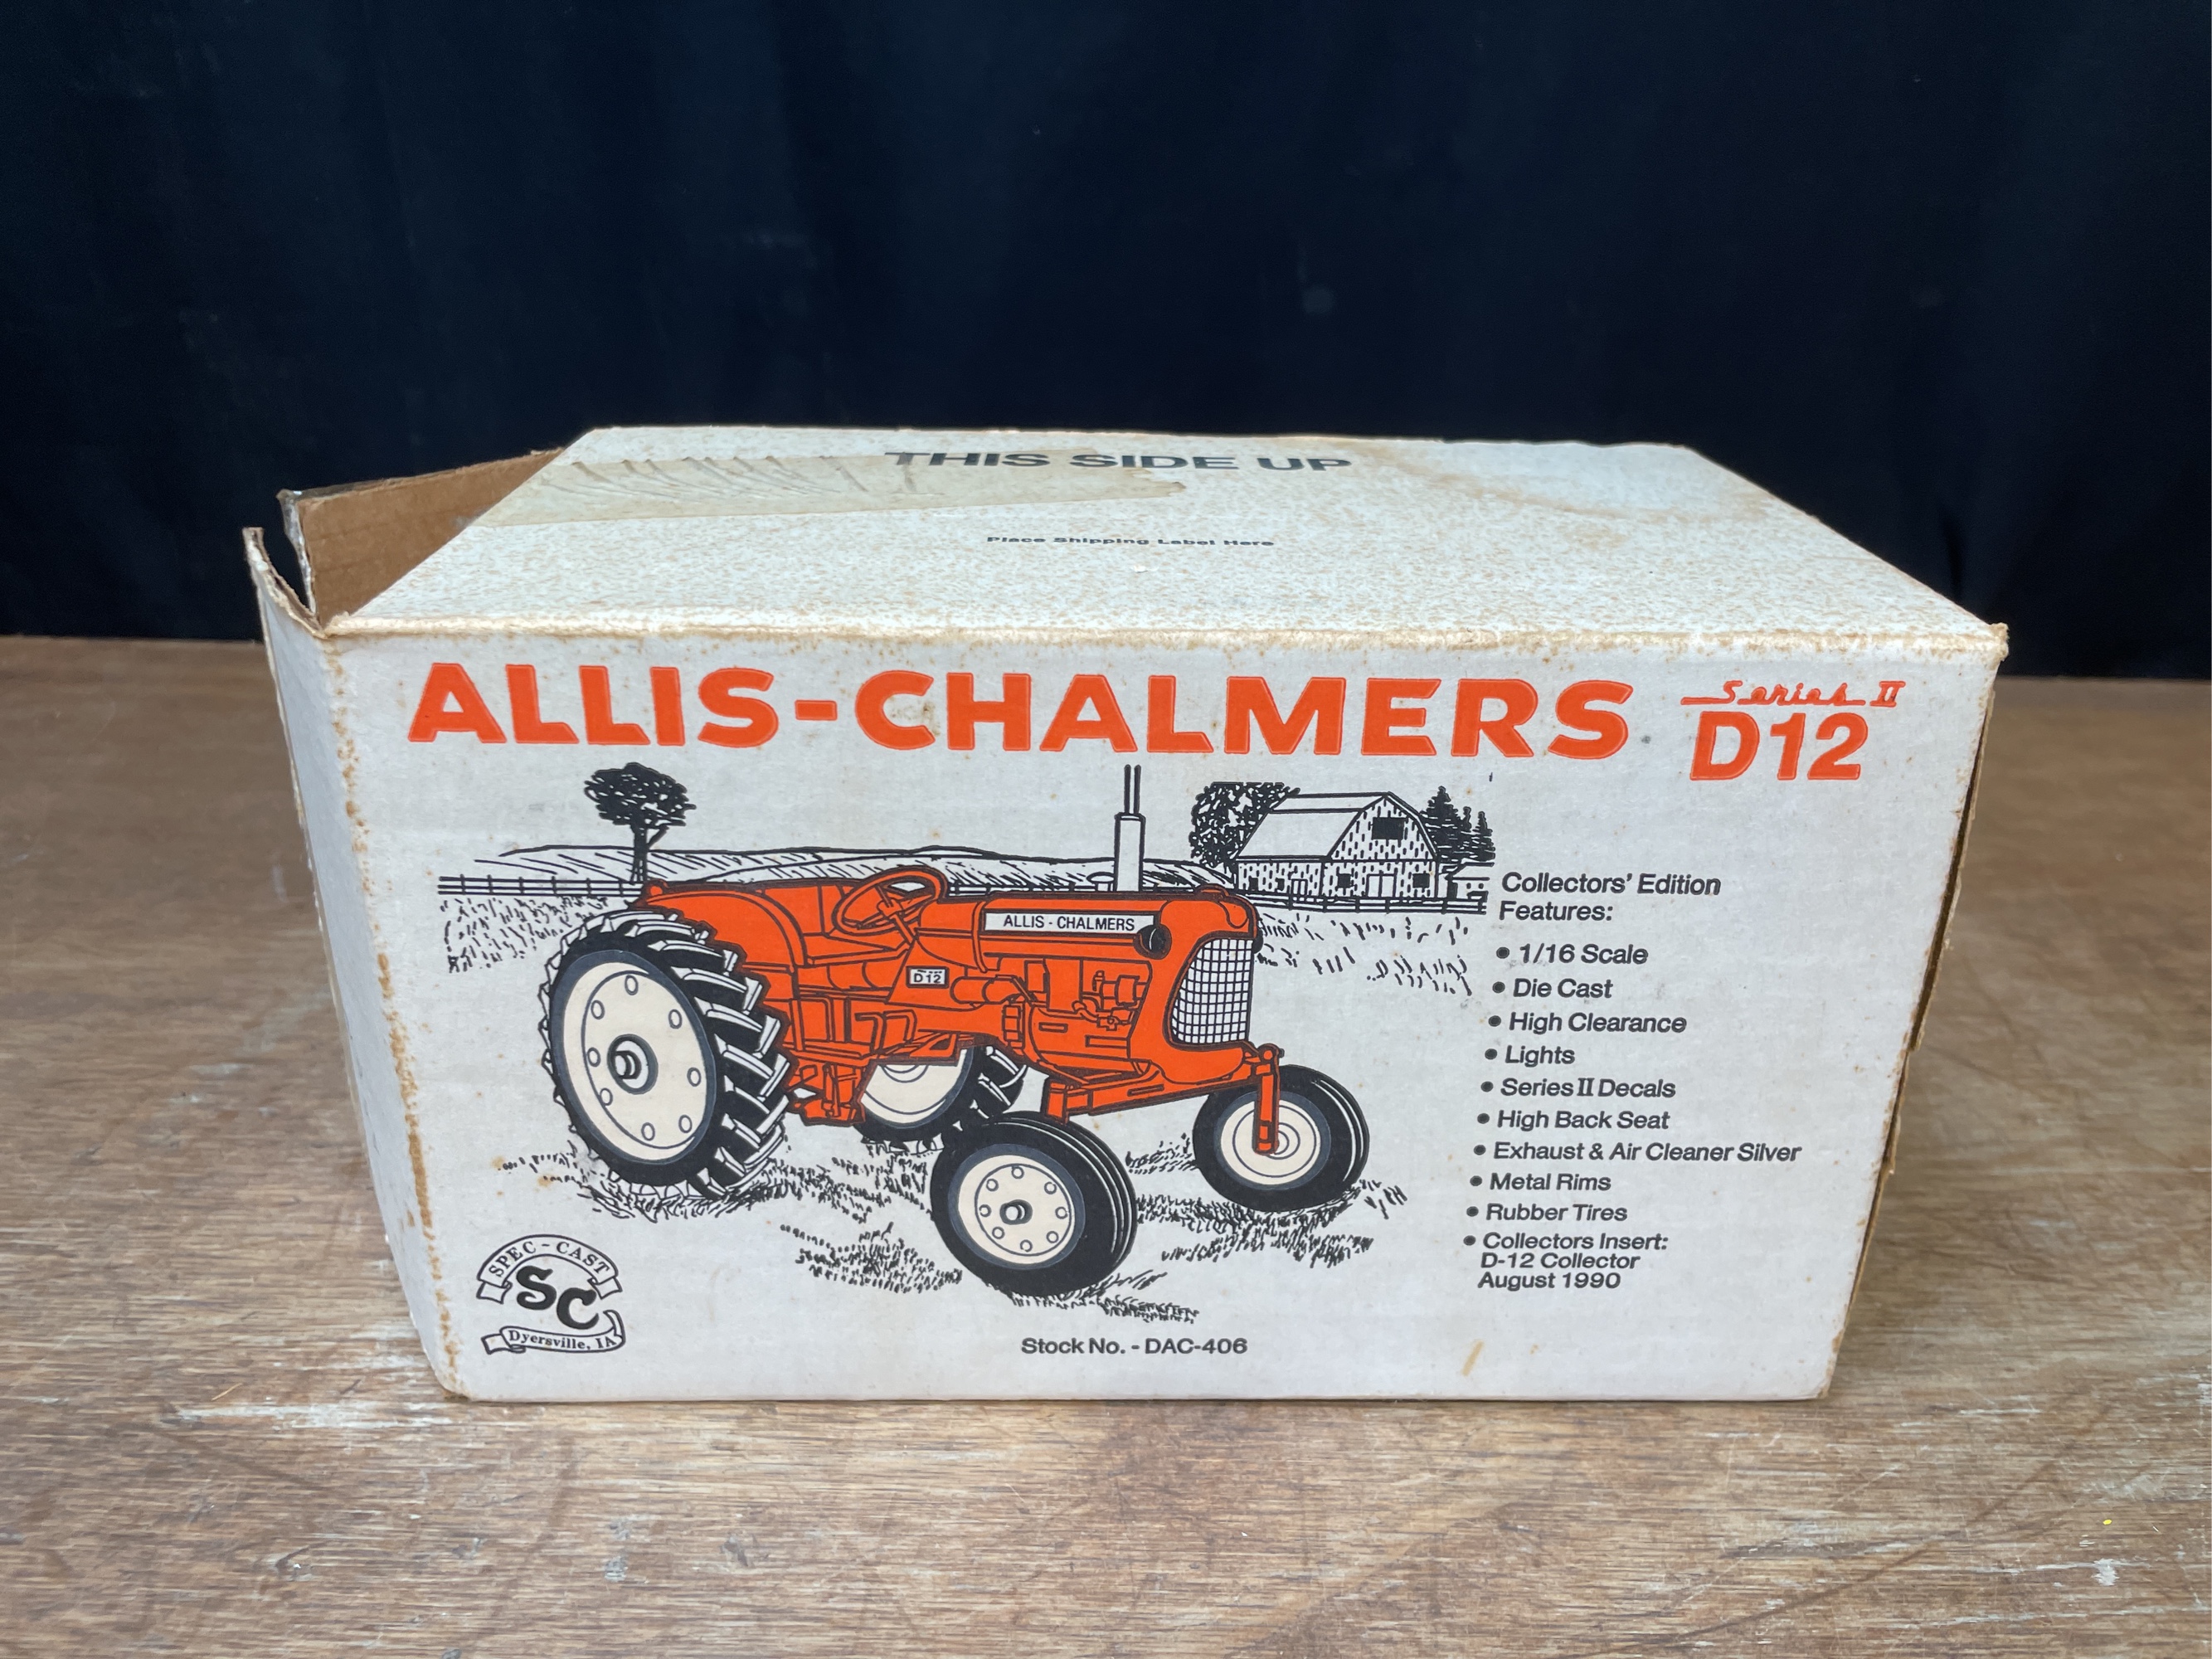 THIS SIDE UP
Place Shipping Label Here
ALLIS-CHALMERS
Series II
D12
ALLIS - CHALMERS
D12
Collectors' Edition
Features:
• 1/16 Scale
• Die Cast
• High Clearance
• Lights
• Series II Decals
• High Back Seat
• Exhaust & Air Cleaner Silver
• Metal Rims
• Rubber Tires
• Collectors Insert:
D-12 Collector
August 1990
SPEC-CAST
SC
Dyersville, IA
Stock No. - DAC-406